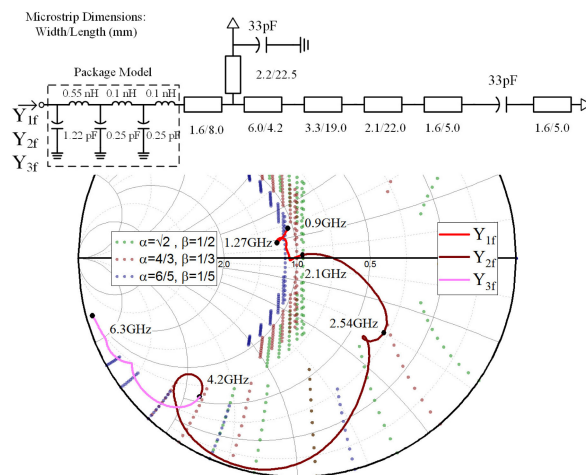 Microstrip Dimensions:
Width/Length (mm)
33pF
Package Model
2.2/22.5
33pF
0.55 nH
0.1 nH
0.1 nH
Y1f
Y2f
Y3f
1.22 pF
0.25 pF
0.25 pF
1.6/8.0
6.0/4.2
3.3/19.0
2.1/22.0
1.6/5.0
1.6/5.0
0.9GHz
1.27GHz
α=√2 , β=1/2
α=4/3 , β=1/3
α=6/5 , β=1/5
2.0
1.0
0.5
2.1GHz
Y1f
Y2f
Y3f
6.3GHz
2.54GHz
4.2GHz